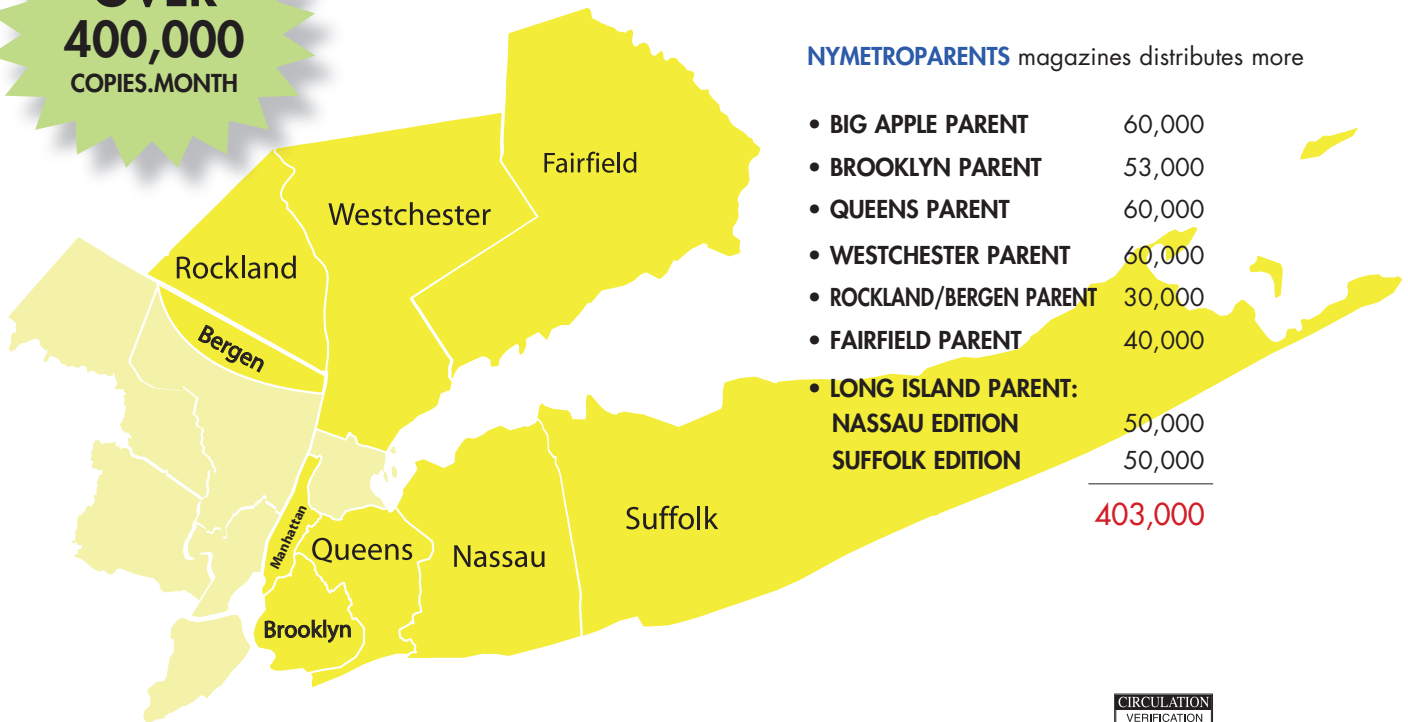 OVER
400,000
COPIES.MONTH
NYMETROPARENTS magazines distributes more
• BIG APPLE PARENT 60,000
• BROOKLYN PARENT 53,000
• QUEENS PARENT 60,000
• WESTCHESTER PARENT 60,000
• ROCKLAND/BERGEN PARENT 30,000
• FAIRFIELD PARENT 40,000
• LONG ISLAND PARENT:
NASSAU EDITION 50,000
SUFFOLK EDITION 50,000
403,000
Fairfield
Westchester
Rockland
Bergen
Manhattan
Queens
Nassau
Suffolk
Brooklyn
CIRCULATION
VERIFICATION